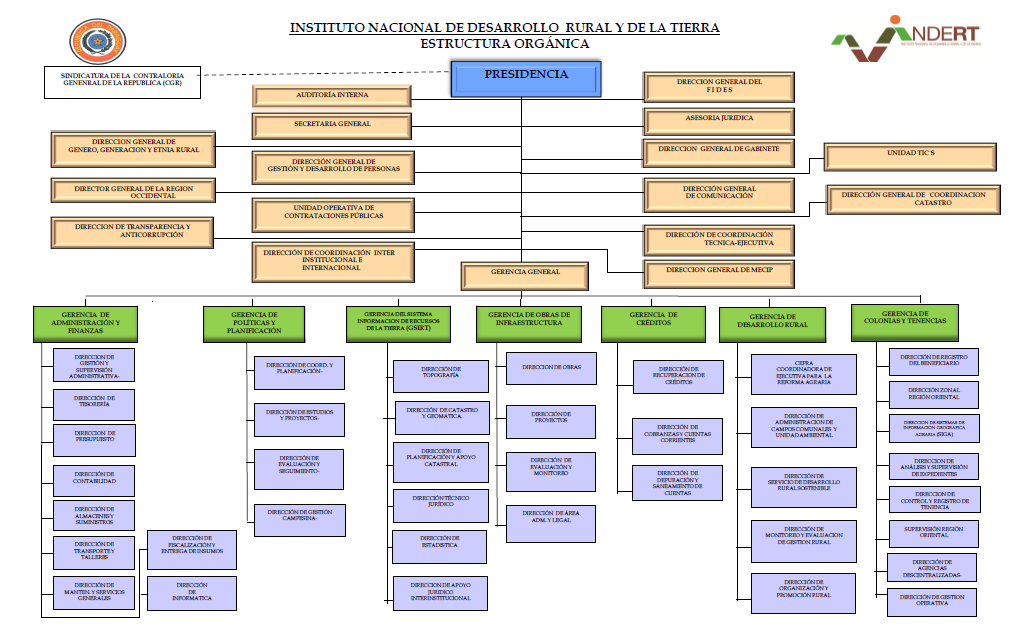 INSTITUTO NACIONAL DE DESARROLLO RURAL Y DE LA TIERRA
ESTRUCTURA ORGÁNICA
NDERT
INSTITUTO NACIONAL DE DESARROLLO RURAL Y DE LA TIERRA
SINDICATURA DE LA CONTRALORIA
GENENRAL DE LA REPUBLICA (CGR)
PRESIDENCIA
AUDITORÍA INTERNA
DRECCION GENERAL DEL
F I D E S
SECRETARIA GENERAL
ASESORIA JURIDICA
DIRECCION GENERAL DE
GENERO, GENERACION Y ETNIA RURAL
DIRECCION GENERAL DE GABINETE
UNIDAD TIC´S
DIRECCIÓN GENERAL DE
GESTIÓN Y DESARROLLO DE PERSONAS
DIRECTOR GENERAL DE LA REGION
OCCIDENTAL
DIRECCIÓN GENERAL
DE COMUNICACIÓN
DIRECCIÓN GENERAL DE COORDINACION
CATASTRO
UNIDAD OPERATIVA DE
CONTRATACIONES PÚBLICAS
DIRECCION DE TRANSPARENCIA Y
ANTICORRUPCIÓN
DIRECCIÓN DE COORDINACIÓN
TECNICA-EJECUTIVA
DIRECCIÓN DE COORDINACIÓN INTER
INSTITUCIONAL E
INTERNACIONAL
GERENCIA GENERAL
DIRECCION GENERAL DE MECIP
GERENCIA DE
ADMINISTRACIÓN Y
FINANZAS
DIRECCION DE
GESTIÓN Y
SUPERVISIÓN
ADMINISTRATIVA-
DIRECCIÓN DE
TESORERÍA
DIRECCIÓN DE
PRESUPUESTO
DIRECCIÓN DE
CONTABILIDAD
DIRECCIÓN DE
ALMACENES Y
SUMINISTROS
DIRECCIÓN DE
TRANSPORTE Y
TALLERES
DIRECCIÓN DE
MANTEN. Y SERVICIOS
GENERALES
DIRECCIÓN DE
FISCALIZACIÓN Y
ENTREGA DE INSUMOS
DIRECCIÓN
DE
INFORMATICA
GERENCIA DE
POLÍTICAS Y
PLANIFICACIÓN
DIRECCIÓN DE COORD. Y
PLANIFICACIÓN-
DIRECCIÓN DE ESTUDIOS
Y PROYECTOS-
DIRECCIÓN DE
EVALUACIÓN Y
SEGUIMIENTO-
DIRECCIÓN DE GESTIÓN
CAMPESINA-
GERENCIA DEL SISTEMA
INFORMACION DE RECURSOS
DE LA TIERRA (GSIRT)
DIRECCIÓN DE
TOPOGRAFÍA
DIRECCIÓN DE CATASTRO
Y GEOMATICA.
DIRECCIÓN DE
PLANIFICACIÓN Y APOYO
CATASTRAL
DIRECCIÓN TÉCNICO
JURÍDICO
DIRECCIÓN DE
ESTADISTICA
DIRECCION DE APOYO
JURIDICO
INTERINSTITUCIONAL
GERENCIA DE OBRAS DE
INFRAESTRUCTURA
DIRECCIÓN DE OBRAS
DIRECCIÓN DE
PROYECTOS
DIRECCIÓN DE
EVALUACIÓN Y
MONITOREO
DIRECCIÓN DE ÁREA
ADM. Y LEGAL
GERENCIA DE
CRÉDITOS
DIRECCIÓN DE
RECUPERACION DE
CRÉDITOS
DIRECCIÓN DE
COBRANZAS Y CUENTAS
CORRIENTES
DIRECCIÓN DE
DEPURACIÓN Y
SANEAMIENTO DE
CUENTAS
GERENCIA DE
DESARROLLO RURAL
CEPRA
COORDINADORA DE
EJECUTIVA PARA LA
REFORMA AGRARIA
DIRECCIÓN DE
ADMINISTRACION DE
CAMPOS COMUNALES Y
UNIDAD AMBIENTAL
DIRECCIÓN DE
SERVICIO DE DESARROLLO
RURAL SOSTENIBLE
DIRECCIÓN DE
MONITOREO Y EVALUACION
DE GESTION RURAL
DIRECCIÓN DE
ORGANIZACIÓN Y
PROMOCIÓN RURAL
GERENCIA DE
COLONIAS Y TENENCIAS
DIRECCIÓN DE REGISTRO
DEL BENEFICIARIO
DIRECCIÓN ZONAL
REGIÓN ORIENTAL
DIRECCION DE SISTEMAS DE
INFORMACION GEOGRAFICA
AGRARIA (SIGA)
DIRECCION DE
ANÁLISIS Y SUPERVISIÓN
DE EXPEDIENTES
DIRECCION DE
CONTROL Y REGISTRO DE
TENENCIA
SUPERVISIÓN REGIÓN
ORIENTAL
DIRECCIÓN DE
AGENCIAS
DESCENTRALIZADAS-
DIRECCIÓN DE GESTION
OPERATIVA